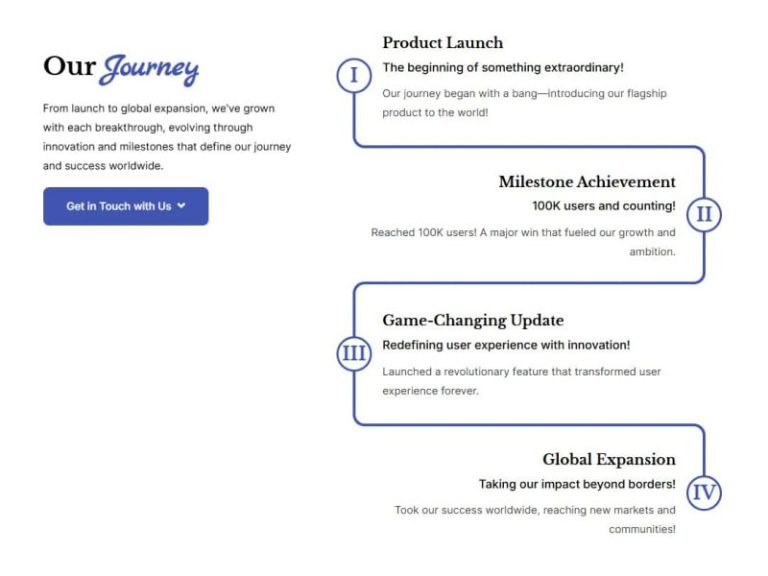 Our Journey
From launch to global expansion, we've grown
with each breakthrough, evolving through
innovation and milestones that define our journey
and success worldwide.
Get in Touch with Us
I
Product Launch
The beginning of something extraordinary!
Our journey began with a bang—introducing our flagship
product to the world!
II
Milestone Achievement
100K users and counting!
Reached 100K users! A major win that fueled our growth and
ambition.
III
Game-Changing Update
Redefining user experience with innovation!
Launched a revolutionary feature that transformed user
experience forever.
IV
Global Expansion
Taking our impact beyond borders!
Took our success worldwide, reaching new markets and
communities!